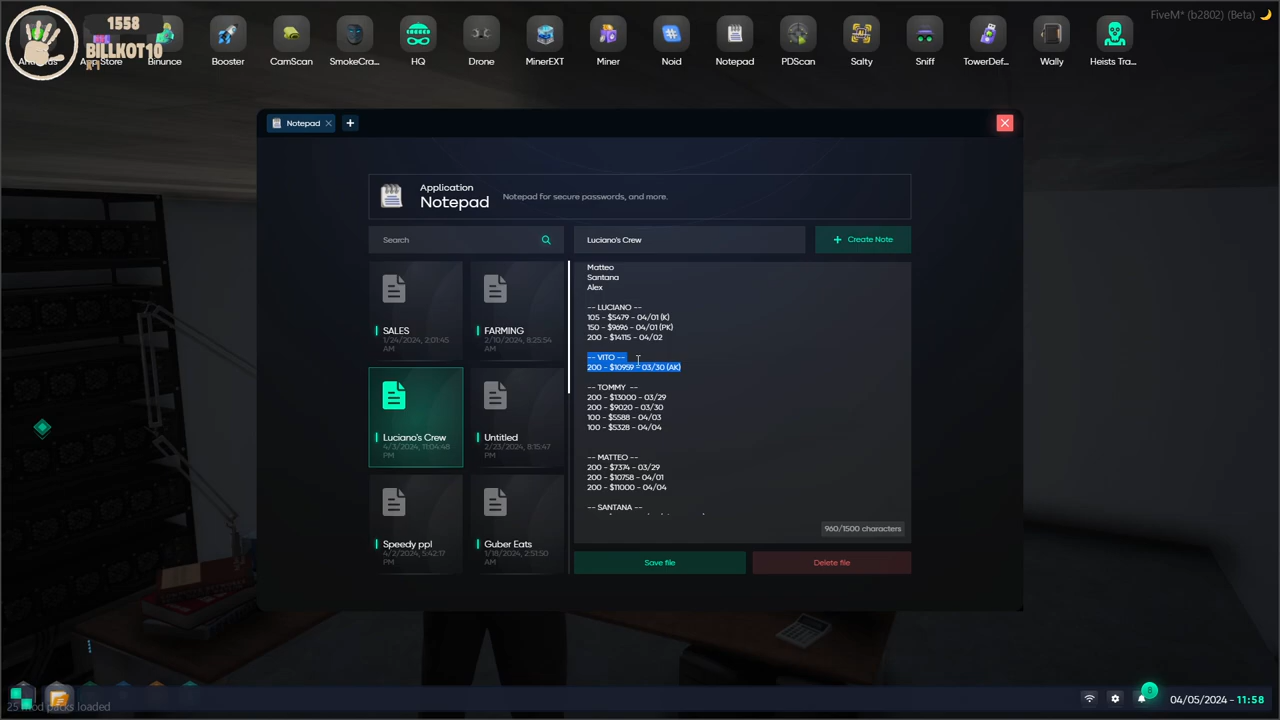 FiveM* (b2802) (Beta)
1558
BILLKOT10
Binunce
Booster
CamScan
SmokeCra...
HQ
Drone
MinerEXT
Miner
Noid
Notepad
PDScan
Salty
Sniff
TowerDef...
Wally
Heists Tra...
Notepad
Application
Notepad
Notepad for secure passwords, and more.
Search
Luciano's Crew
Create Note
SALES
1/24/2024, 2:01:45 AM
FARMING
2/10/2024, 8:25:54 AM
Luciano's Crew
4/3/2024, 11:04:48 PM
Untitled
2/23/2024, 8:15:47 PM
Speedy ppl
4/2/2024, 5:42:17 PM
Guber Eats
1/18/2024, 2:51:50 AM
Matteo
Santana
Alex
-- LUCIANO --
105 - $5479 - 04/01 (K)
150 - $9696 - 04/01 (PK)
200 - $14115 - 04/02
-- VITO --
200 - $10959 - 03/30 (AK)
-- TOMMY --
200 - $13000 - 03/29
200 - $9020 - 03/30
100 - $5588 - 04/03
100 - $5328 - 04/04
-- MATTEO --
200 - $7374 - 03/29
200 - $10758 - 04/01
200 - $11000 - 04/04
-- SANTANA --
960/1500 characters
Save file
Delete file
8
04/05/2024 - 11:58
25 mod packs loaded